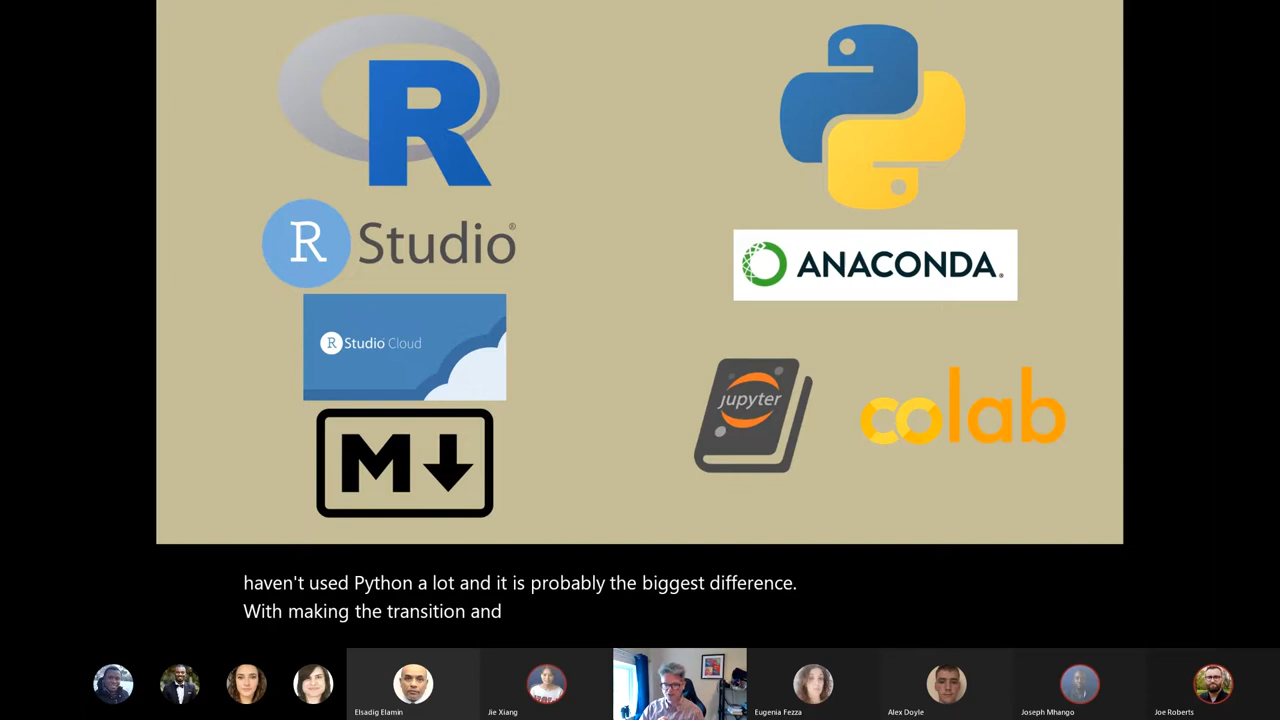 R
R Studio®
R Studio Cloud
M
ANACONDA®
jupyter
colab
haven't used Python a lot and it is probably the biggest difference.
With making the transition and
Elsadig Elamin
Jie Xiang
Eugenia Fezza
Alex Doyle
Joseph Mhango
Joe Roberts